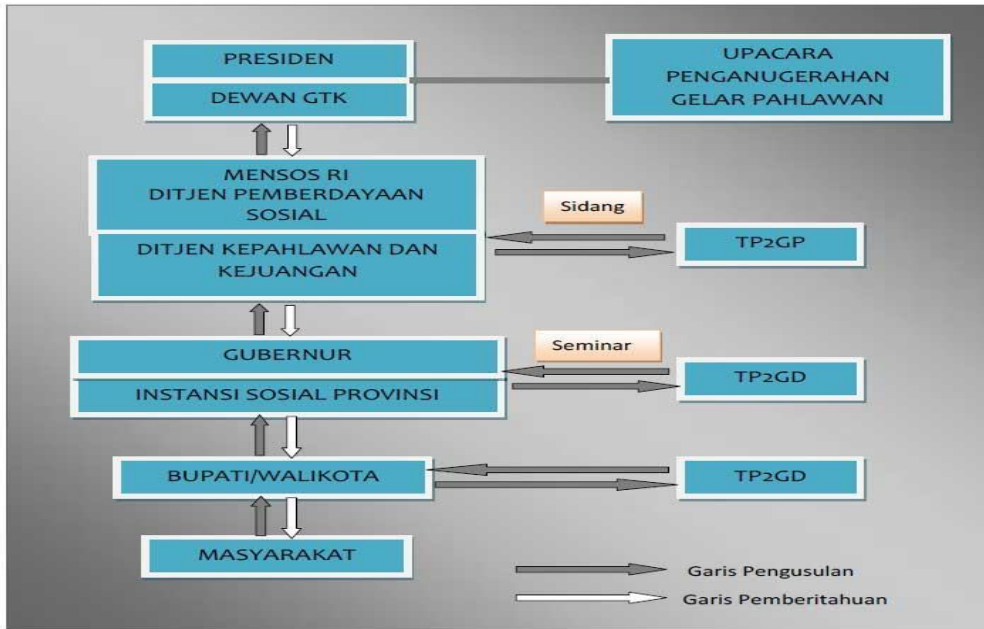 PRESIDEN
DEWAN GTK
UPACARA
PENGANUGERAHAN
GELAR PAHLAWAN
MENSOS RI
DITJEN PEMBERDAYAAN
SOSIAL
DITJEN KEPAHLAWAN DAN
KEJUANGAN
Sidang
TP2GP
GUBERNUR
INSTANSI SOSIAL PROVINSI
Seminar
TP2GD
BUPATI/WALIKOTA
TP2GD
MASYARAKAT
Garis Pengusulan
Garis Pemberitahuan